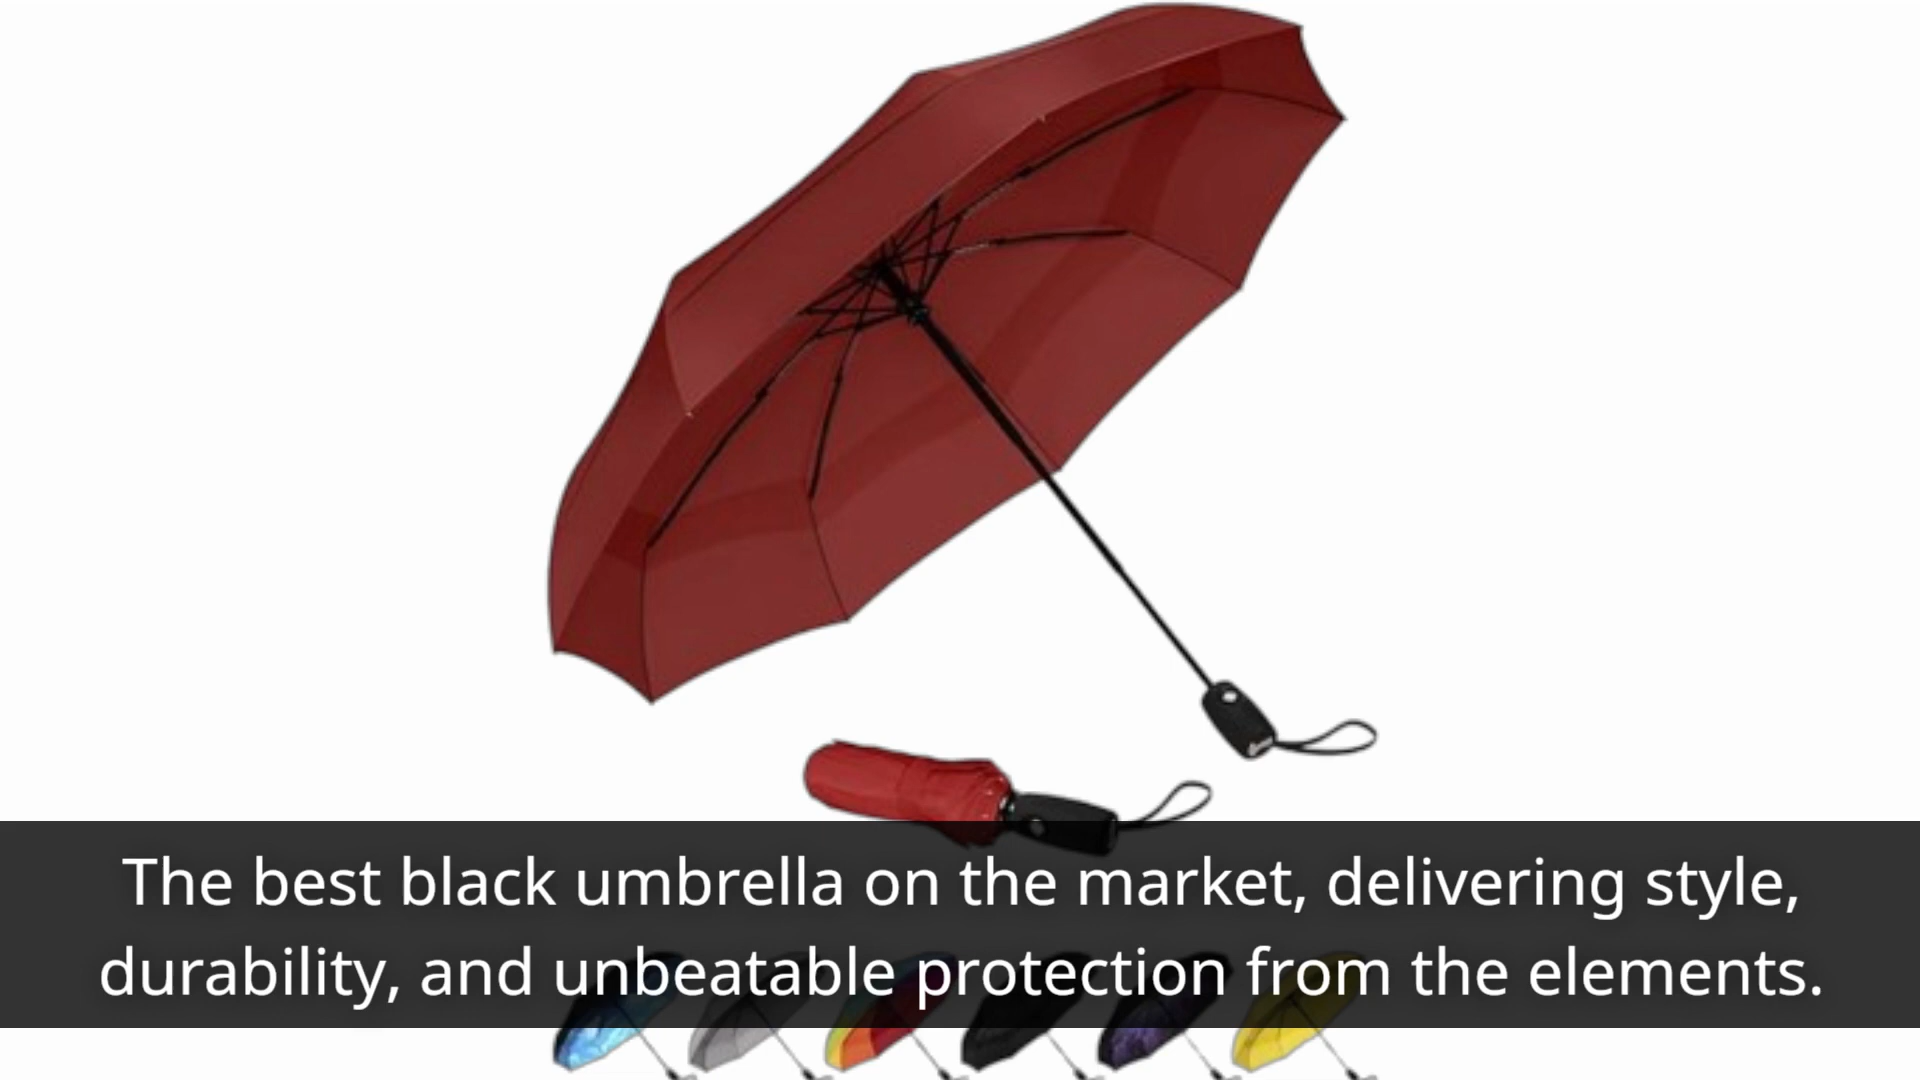 The best black umbrella on the market, delivering style,
durability, and unbeatable protection from the elements.